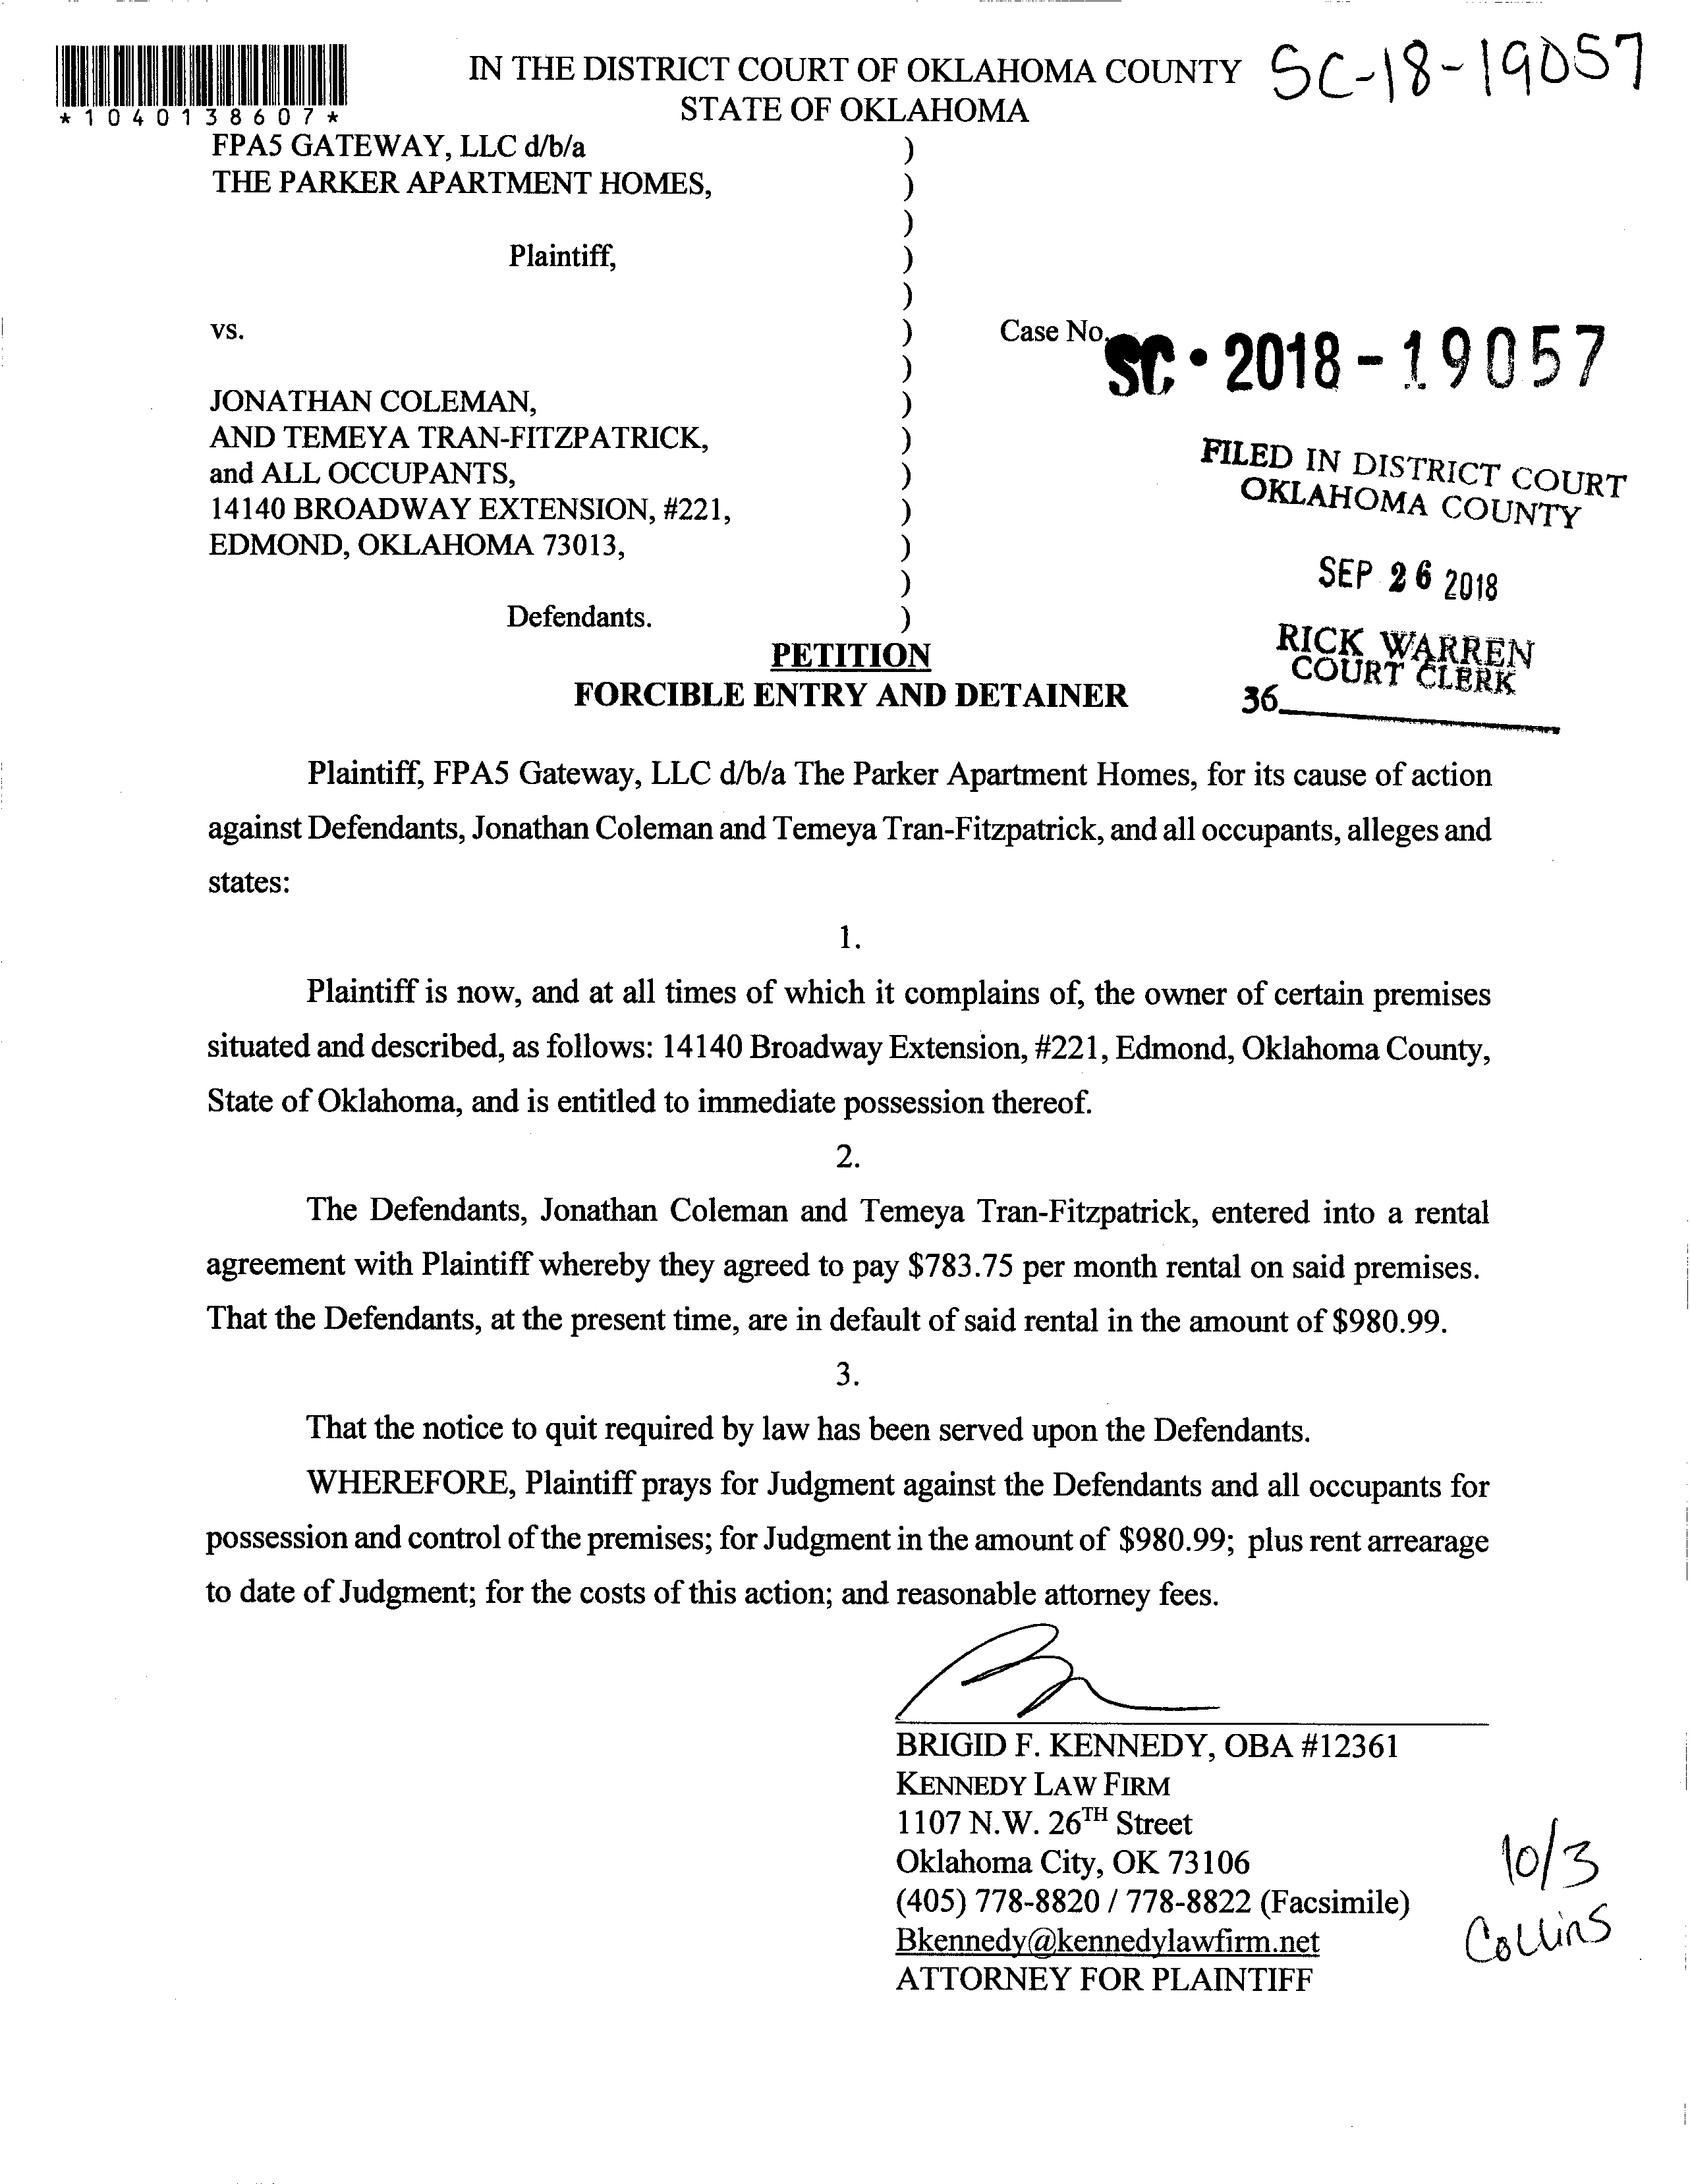 IN THE DISTRICT COURT OF OKLAHOMA COUNTY SC-18-19057
STATE OF OKLAHOMA
*1040138607*
FPA5 GATEWAY, LLC d/b/a )
THE PARKER APARTMENT HOMES, )
)
Plaintiff, )
)
vs. ) Case No. SC • 2018 - 19057
)
JONATHAN COLEMAN, )
AND TEMEYA TRAN-FITZPATRICK, )
and ALL OCCUPANTS, )
14140 BROADWAY EXTENSION, #221, )
EDMOND, OKLAHOMA 73013, )
)
Defendants. )
FILED IN DISTRICT COURT
OKLAHOMA COUNTY
SEP 26 2018
RICK WARREN
COURT CLERK
36
PETITION
FORCIBLE ENTRY AND DETAINER
Plaintiff, FPA5 Gateway, LLC d/b/a The Parker Apartment Homes, for its cause of action
against Defendants, Jonathan Coleman and Temeya Tran-Fitzpatrick, and all occupants, alleges and
states:
1.
Plaintiff is now, and at all times of which it complains of, the owner of certain premises
situated and described, as follows: 14140 Broadway Extension, #221, Edmond, Oklahoma County,
State of Oklahoma, and is entitled to immediate possession thereof.
2.
The Defendants, Jonathan Coleman and Temeya Tran-Fitzpatrick, entered into a rental
agreement with Plaintiff whereby they agreed to pay $783.75 per month rental on said premises.
That the Defendants, at the present time, are in default of said rental in the amount of $980.99.
3.
That the notice to quit required by law has been served upon the Defendants.
WHEREFORE, Plaintiff prays for Judgment against the Defendants and all occupants for
possession and control of the premises; for Judgment in the amount of $980.99; plus rent arrearage
to date of Judgment; for the costs of this action; and reasonable attorney fees.
BRIGID F. KENNEDY, OBA #12361
KENNEDY LAW FIRM
1107 N.W. 26TH Street
Oklahoma City, OK 73106
(405) 778-8820 / 778-8822 (Facsimile)
Bkennedy@kennedylawfirm.net
ATTORNEY FOR PLAINTIFF
10/3
Collins